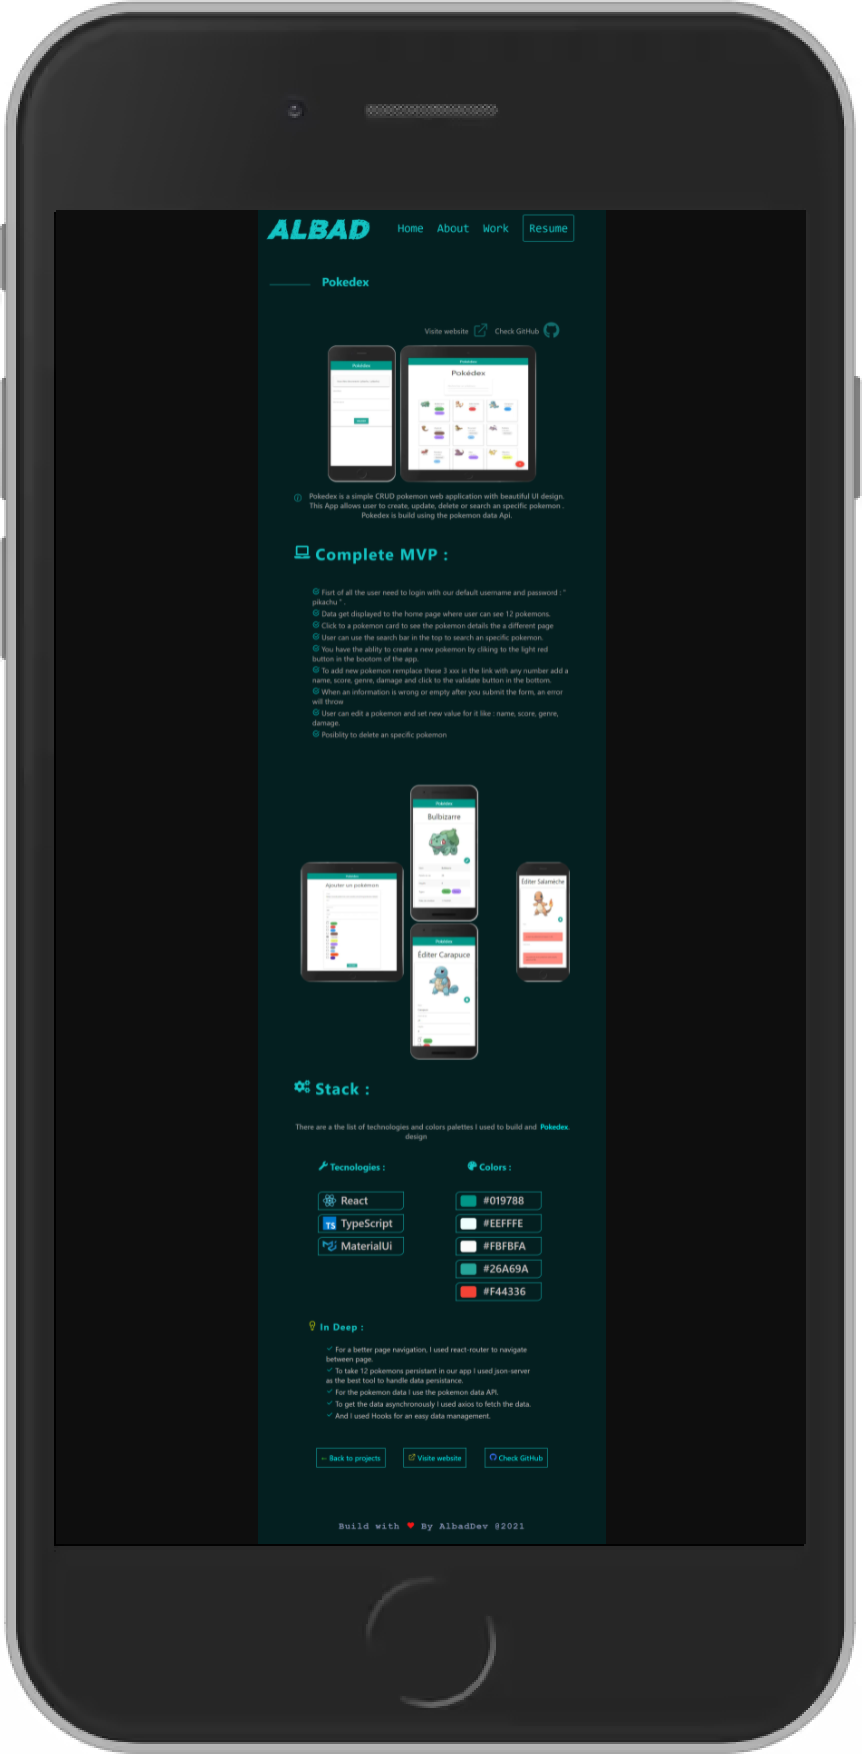 ALBAD Home About Work Resume
Pokedex
Visite website Check GitHub
Pokédex
Pokédex
Pokédex
Pokedex is a simple CRUD pokemon web application with beautiful UI design.
This App allows user to create, update, delete or search an specific pokemon .
Pokedex is build using the pokemon data Api.
Complete MVP :
Fisrt of all the user need to login with our default username and password : "
pikachu " .
Data get displayed to the home page where user can see 12 pokemons.
Click to a pokemon card to see the pokemon details the a different page
User can use the search bar in the top to search an specific pokemon.
You have the ablity to create a new pokemon by cliking to the light red
button in the bootom of the app.
To add new pokemon remplace these 3 xxx in the link with any number add a
name, score, genre, damage and click to the validate button in the bottom.
When an information is wrong or empty after you submit the form, an error
will throw
User can edit a pokemon and set new value for it like : name, score, genre,
damage.
Posiblity to delete an specific pokemon
Pokédex
Bulbizarre
Pokédex
Ajouter un pokémon
Éditer Salamèche
Pokédex
Éditer Carapuce
Stack :
There are a the list of technologies and colors palettes I used to build and Pokedex
design
Tecnologies : Colors :
React #019788
TypeScript #EEFFFE
MaterialUi #FBFBFA
#26A69A
#F44336
In Deep :
For a better page navigation, I used react-router to navigate
between page.
To take 12 pokemons persistant in our app I used json-server
as the best tool to handle data persistance.
For the pokemon data I use the pokemon data API.
To get the data asynchronously I used axios to fetch the data.
And I used Hooks for an easy data management.
← Back to projects Visite website Check GitHub
Build with ♥ By AlbadDev @2021